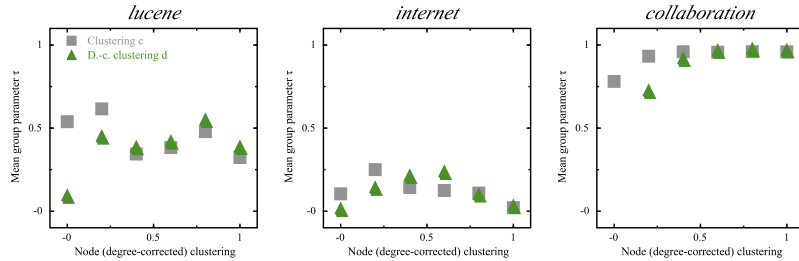 lucene
internet
collaboration
Clustering c
D.-c. clustering d
Mean group parameter τ
1
0.5
-0
-0
0.5
1
Node (degree-corrected) clustering
Mean group parameter τ
1
0.5
-0
-0
0.5
1
Node (degree-corrected) clustering
Mean group parameter τ
1
0.5
-0
-0
0.5
1
Node (degree-corrected) clustering